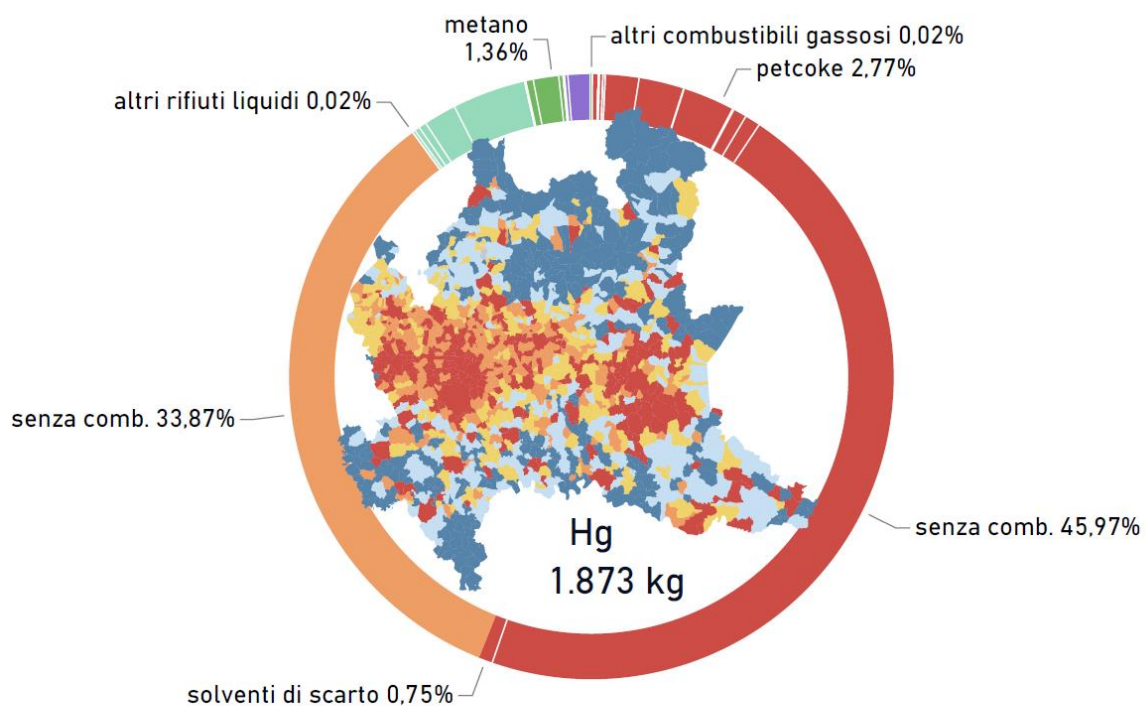 metano
1,36%
altri combustibili gassosi 0,02%
petcoke 2,77%
altri rifiuti liquidi 0,02%
senza comb. 33,87%
senza comb. 45,97%
Hg
1.873 kg
solventi di scarto 0,75%